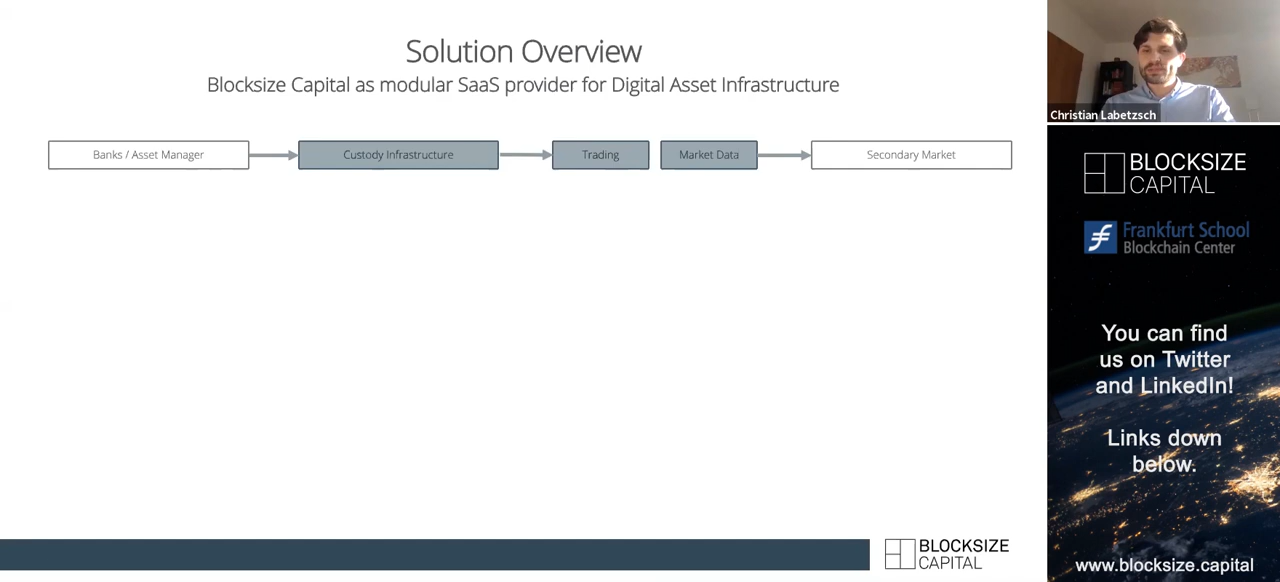 Solution Overview
Blocksize Capital as modular SaaS provider for Digital Asset Infrastructure
Banks / Asset Manager
Custody Infrastructure
Trading
Market Data
Secondary Market
BLOCKSIZE
CAPITAL
Christian Labetzsch
BLOCKSIZE
CAPITAL
Frankfurt School
Blockchain Center
You can find
us on Twitter
and LinkedIn!
Links down
below.
www.blocksize.capital